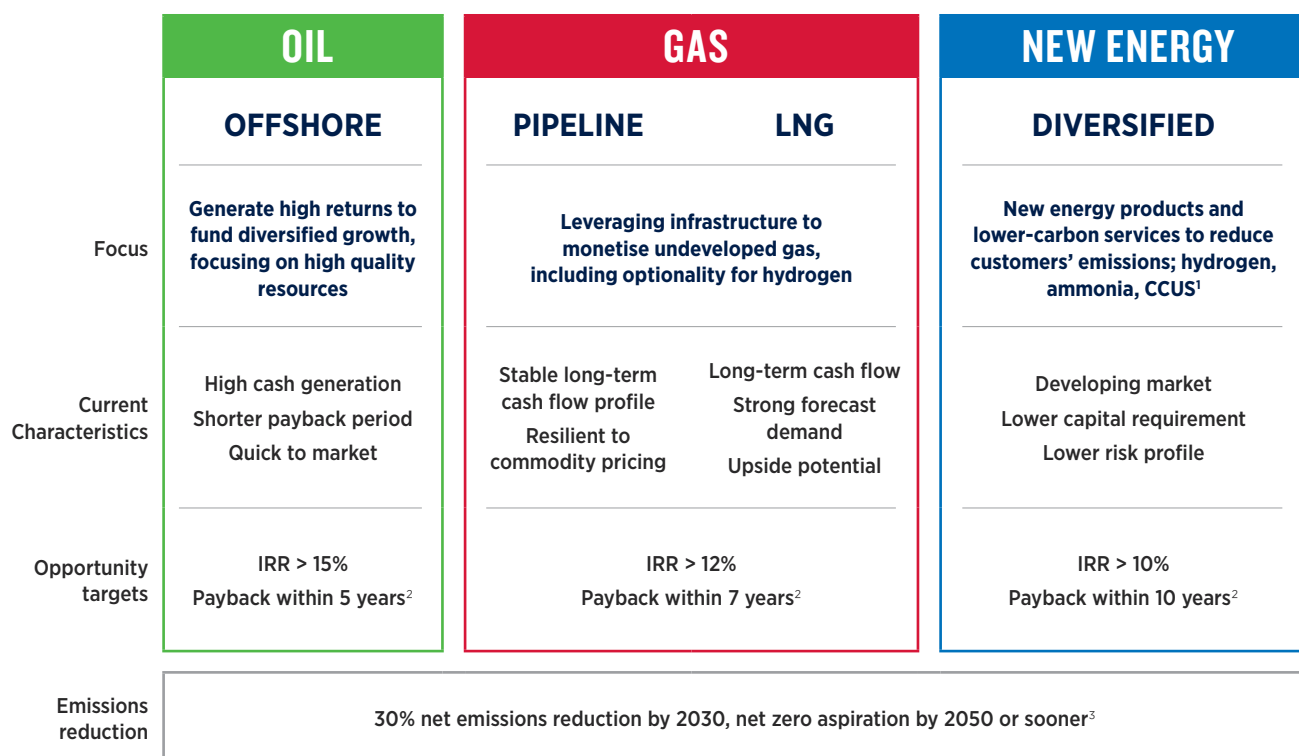 OIL
GAS
NEW ENERGY
OFFSHORE
PIPELINE
LNG
DIVERSIFIED
Focus
Generate high returns to
fund diversified growth,
focusing on high quality
resources
Leveraging infrastructure to
monetise undeveloped gas,
including optionality for hydrogen
New energy products and
lower-carbon services to reduce
customers’ emissions; hydrogen,
ammonia, CCUS¹
Current
Characteristics
High cash generation
Shorter payback period
Quick to market
Stable long-term
cash flow profile
Resilient to
commodity pricing
Long-term cash flow
Strong forecast
demand
Upside potential
Developing market
Lower capital requirement
Lower risk profile
Opportunity
targets
IRR > 15%
Payback within 5 years²
IRR > 12%
Payback within 7 years²
IRR > 10%
Payback within 10 years²
Emissions
reduction
30% net emissions reduction by 2030, net zero aspiration by 2050 or sooner³